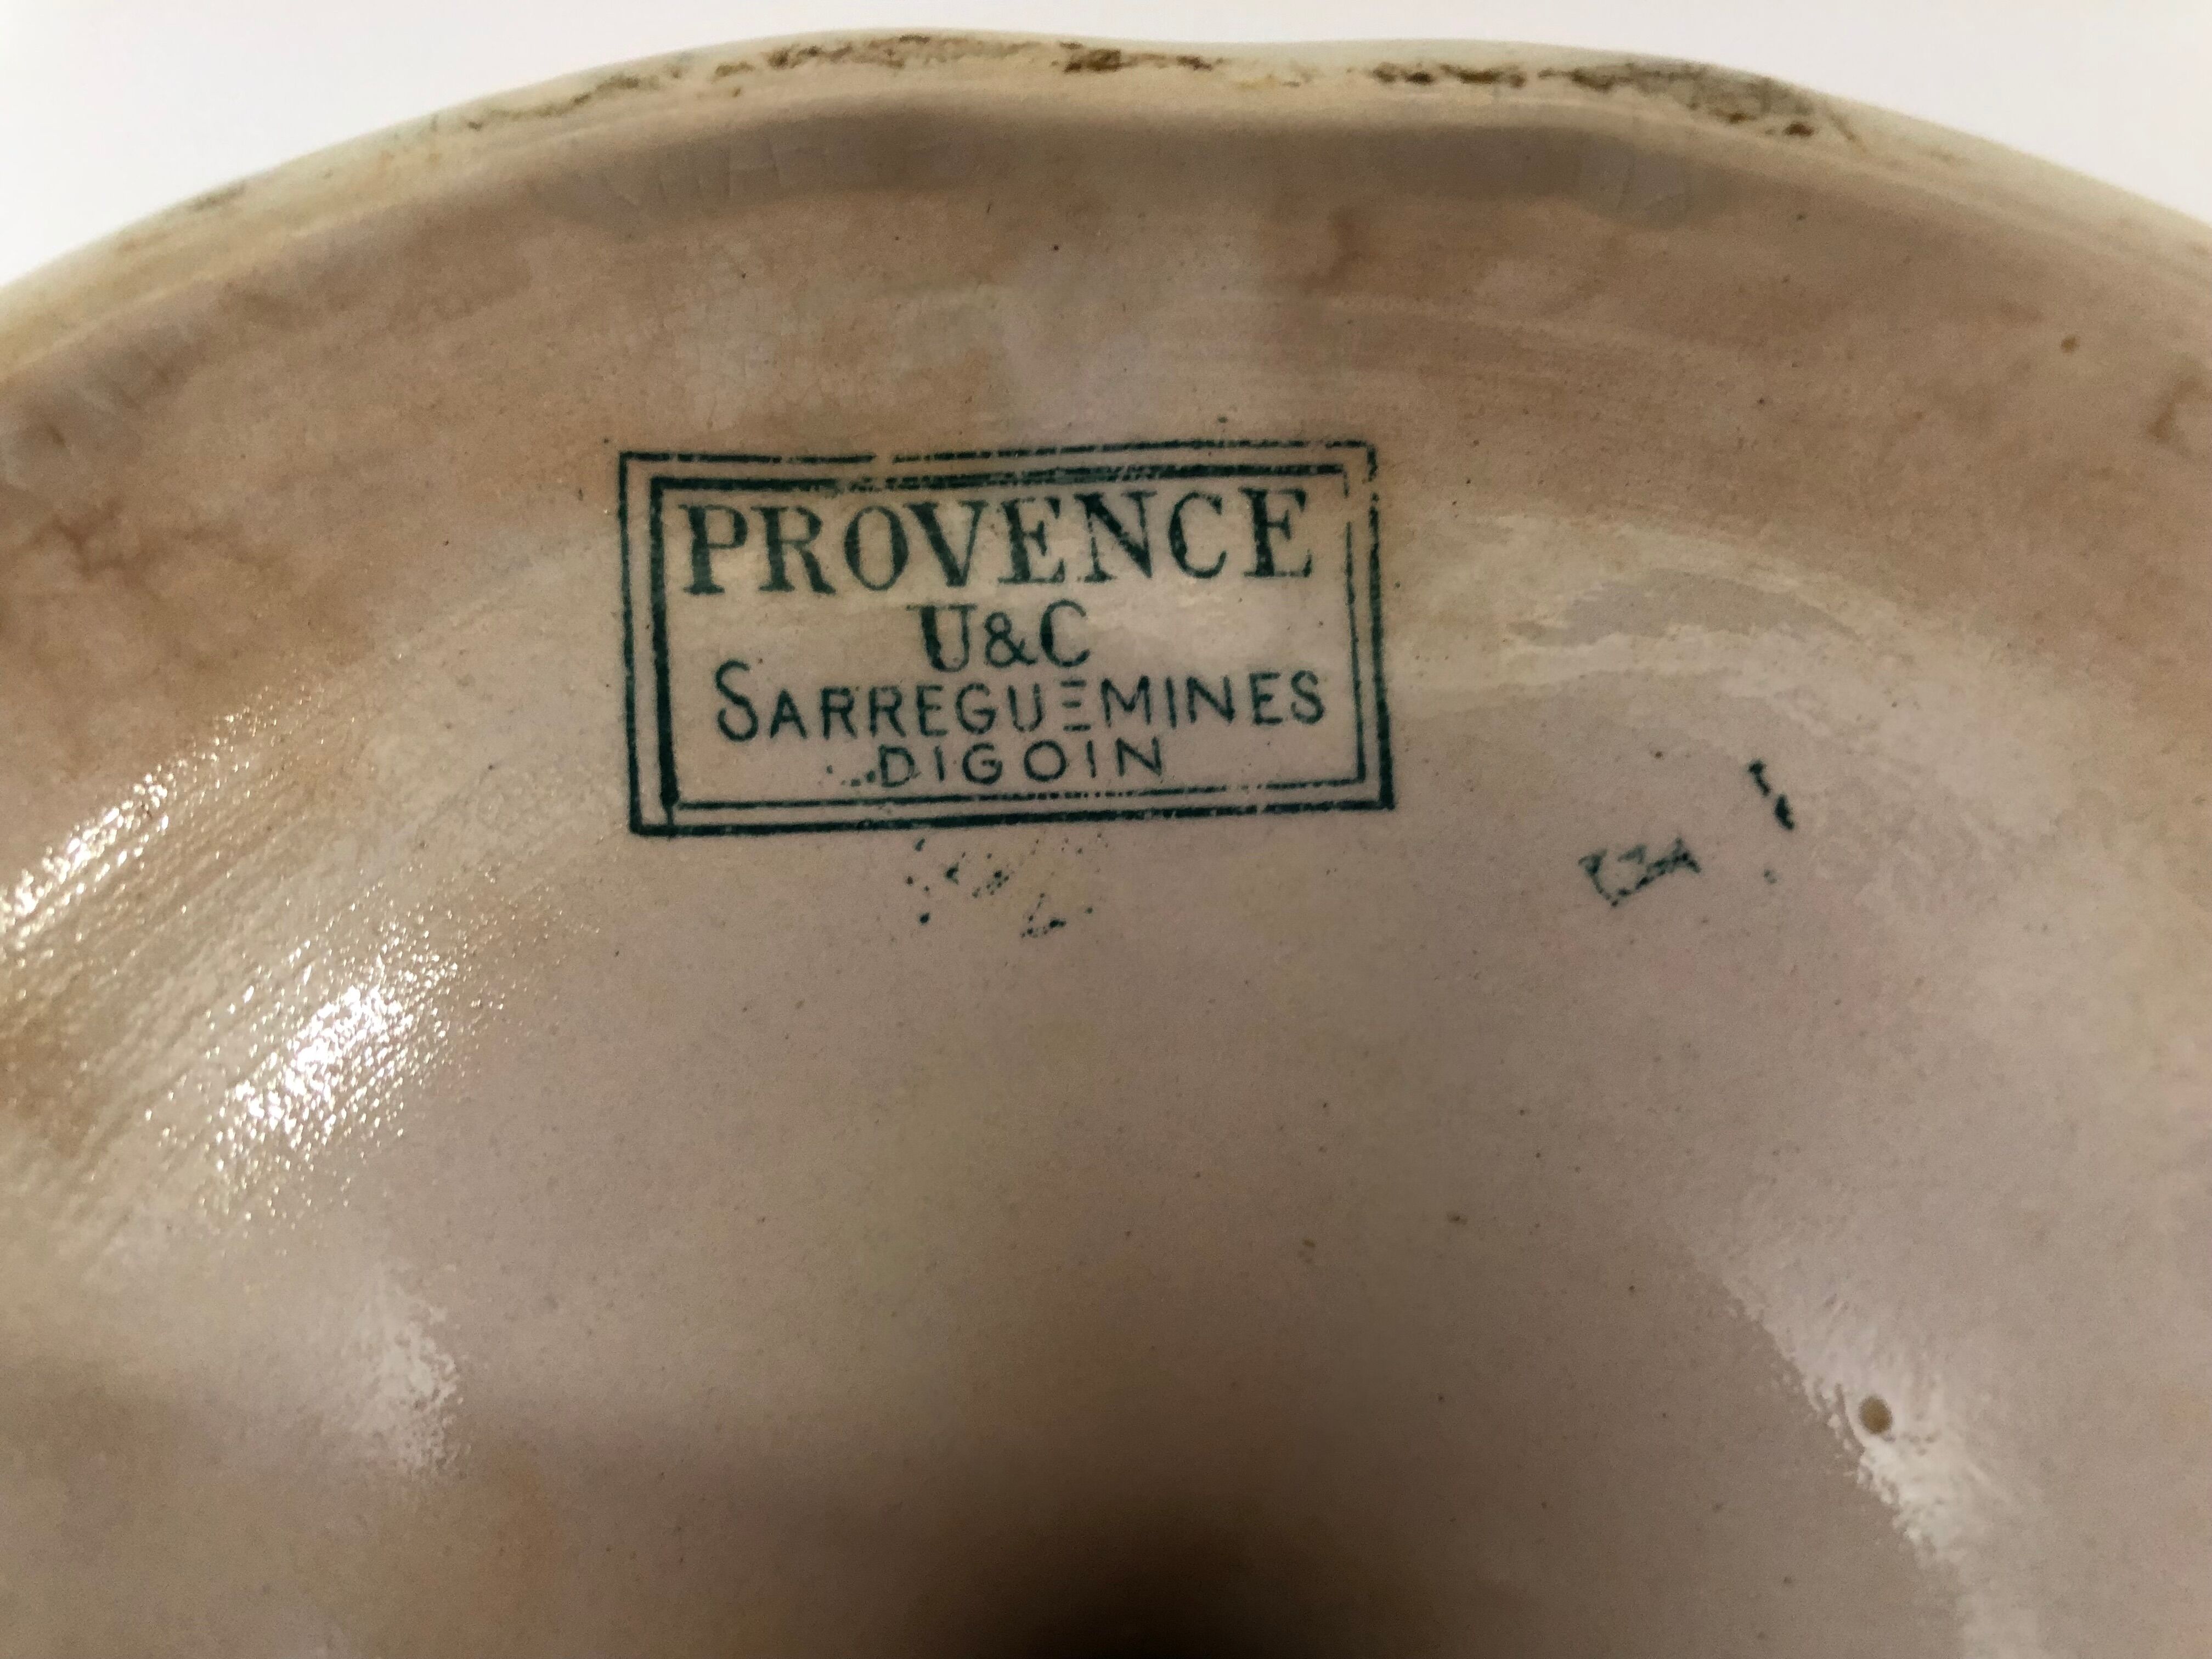 PROVENCE
U&C
SARREGUEMINES
DIGOIN